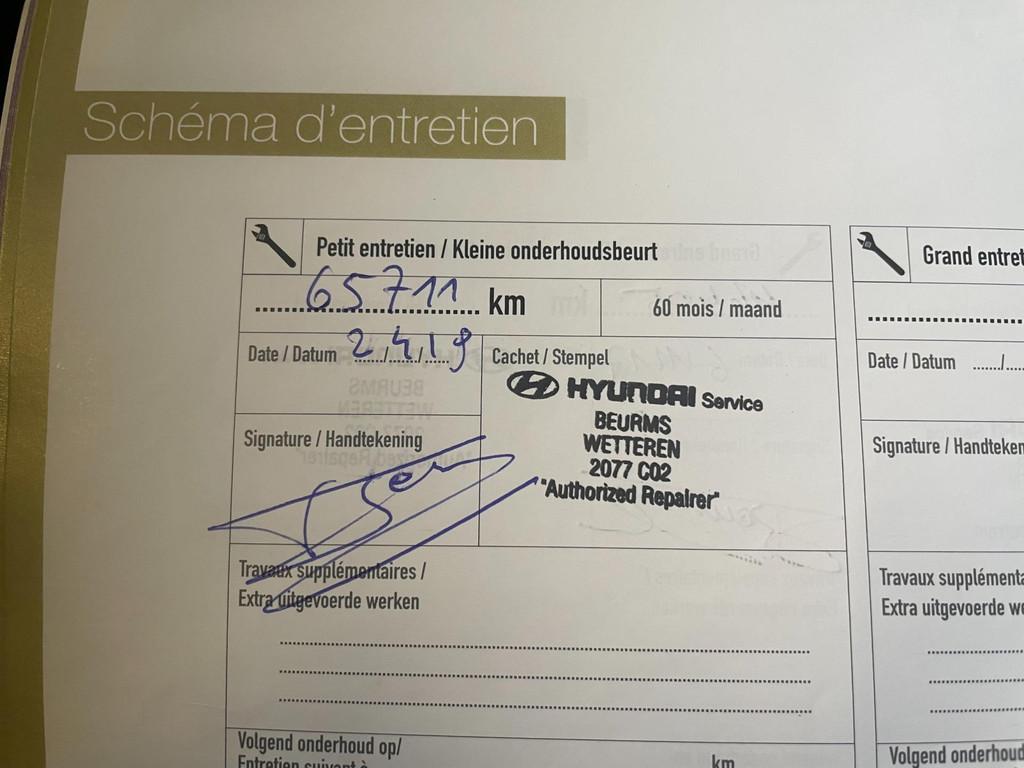 Schéma d'entretien
Petit entretien / Kleine onderhoudsbeurt
65711 km
60 mois / maand
Date / Datum 2/4/19
Cachet / Stempel
HYUNDAI Service
BEURMS
WETTEREN
2077 C02
"Authorized Repairer"
Signature / Handtekening
Travaux supplémentaires /
Extra uitgevoerde werken
Volgend onderhoud op/
Entretien suivant à
km
Grand entret
Date / Datum ......./.....
Signature / Handteken
Travaux supplémenta
Extra uitgevoerde we
Volgend onderhoud